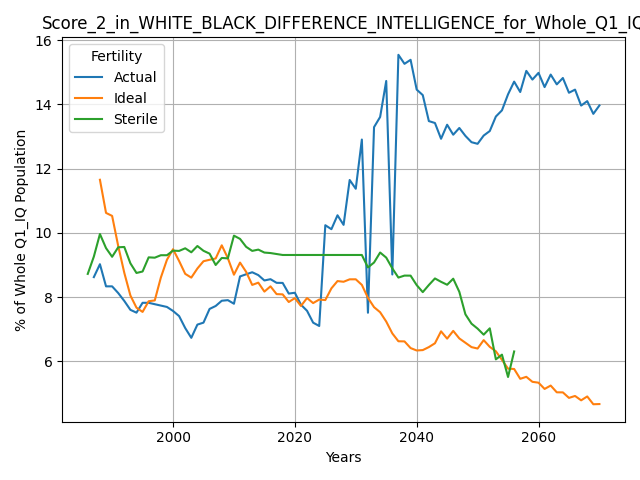 Score_2_in_WHITE_BLACK_DIFFERENCE_INTELLIGENCE_for_Whole_Q1_IQ
Fertility
Actual
Ideal
Sterile
% of Whole Q1_IQ Population
16
14
12
10
8
6
2000 2020 2040 2060
Years